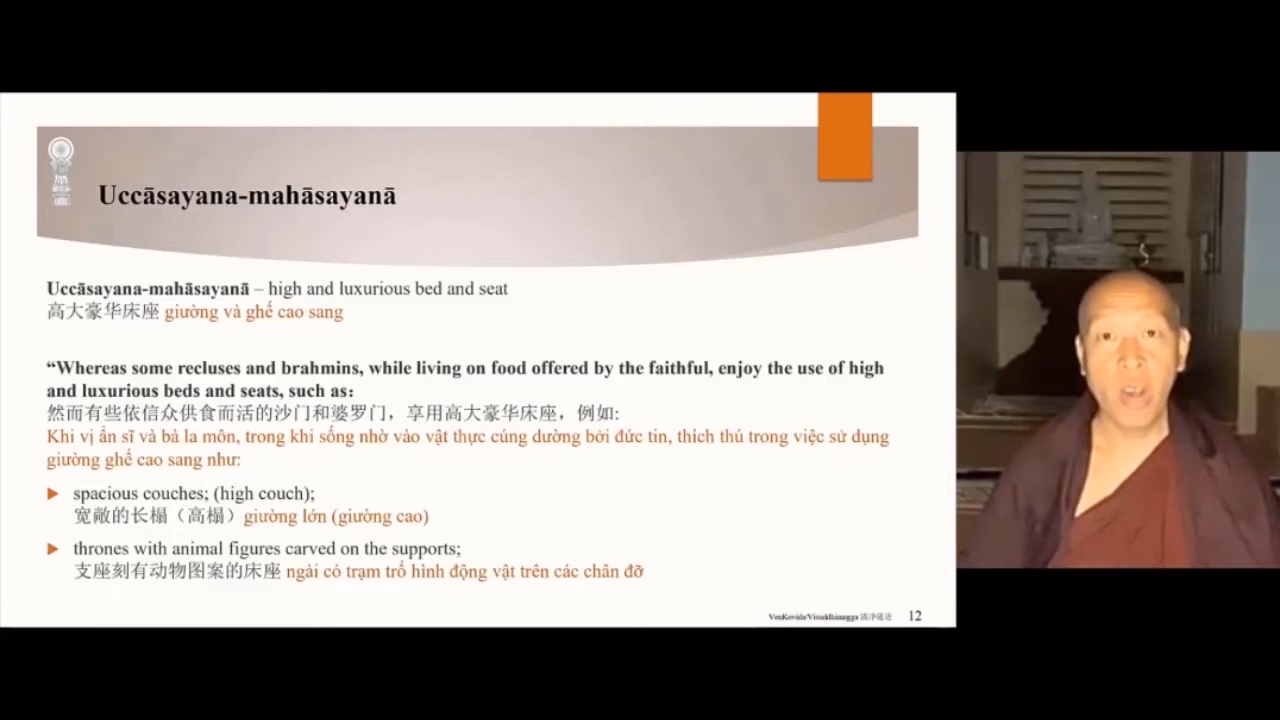 Uccāsayana-mahāsayanā
Uccāsayana-mahāsayanā – high and luxurious bed and seat
高大豪华床座 giường và ghế cao sang
“Whereas some recluses and brahmins, while living on food offered by the faithful, enjoy the use of high
and luxurious beds and seats, such as：
然而有些依信众供食而活的沙门和婆罗门，享用高大豪华床座，例如:
Khi vị ẩn sĩ và bà la môn, trong khi sống nhờ vào vật thực cúng dường bởi đức tin, thích thú trong việc sử dụng
giường ghế cao sang như:
spacious couches; (high couch);
宽敞的长榻（高榻）giường lớn (giường cao)
thrones with animal figures carved on the supports;
支座刻有动物图案的床座 ngài có trạm trổ hình động vật trên các chân đỡ
VenKovida/Visuddhimagga 清净道论 12